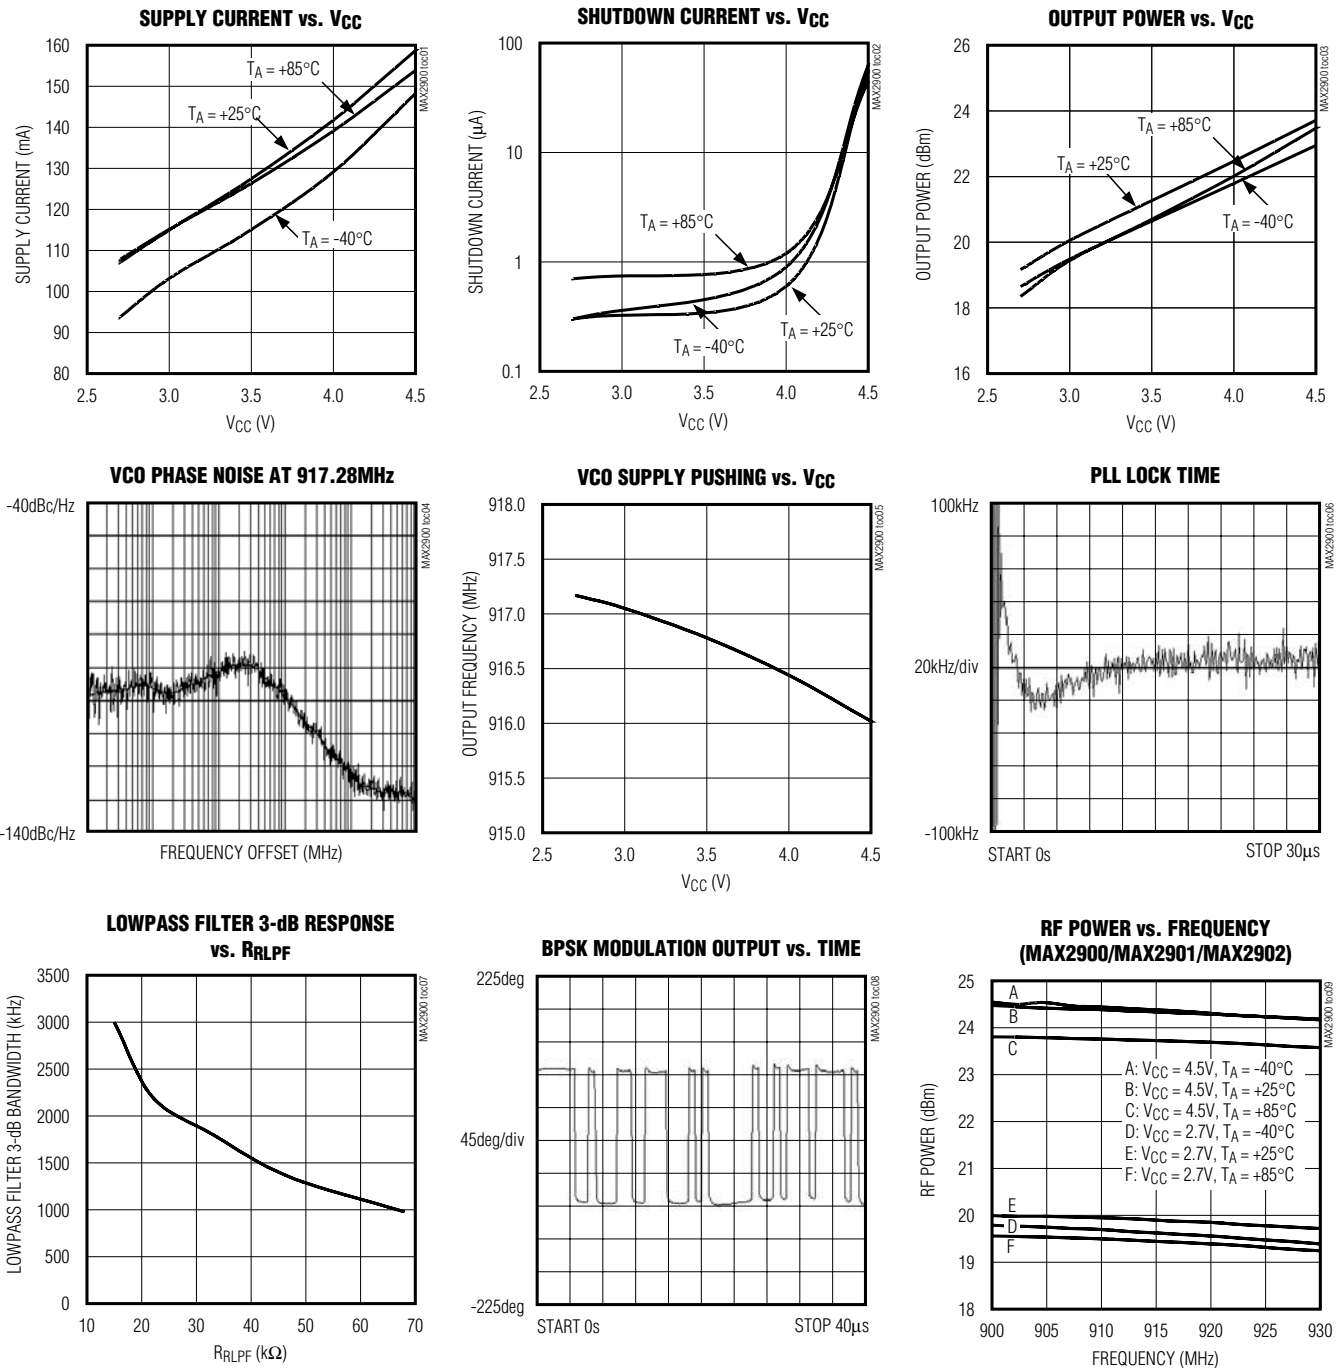 SUPPLY CURRENT vs. VCC
160
150
140
130
120
110
100
90
80
2.5 3.0 3.5 4.0 4.5
SUPPLY CURRENT (mA)
VCC (V)
TA = +85°C
TA = +25°C
TA = -40°C
MAX2900 toc01
SHUTDOWN CURRENT vs. VCC
100
10
1
0.1
2.5 3.0 3.5 4.0 4.5
SHUTDOWN CURRENT (µA)
VCC (V)
TA = +85°C
TA = -40°C
TA = +25°C
MAX2900 toc02
OUTPUT POWER vs. VCC
26
24
22
20
18
16
2.5 3.0 3.5 4.0 4.5
OUTPUT POWER (dBm)
VCC (V)
TA = +85°C
TA = +25°C
TA = -40°C
MAX2900 toc03
VCO PHASE NOISE AT 917.28MHz
-40dBc/Hz
-140dBc/Hz
FREQUENCY OFFSET (MHz)
MAX2900 toc04
VCO SUPPLY PUSHING vs. VCC
918.0
917.5
917.0
916.5
916.0
915.5
915.0
2.5 3.0 3.5 4.0 4.5
OUTPUT FREQUENCY (MHz)
VCC (V)
MAX2900 toc05
PLL LOCK TIME
100kHz
20kHz/div
-100kHz
START 0s STOP 30µs
MAX2900 toc06
LOWPASS FILTER 3-dB RESPONSE
vs. RRLPF
3500
3000
2500
2000
1500
1000
500
0
10 20 30 40 50 60 70
LOWPASS FILTER 3-dB BANDWIDTH (kHz)
RRLPF (kΩ)
MAX2900 toc07
BPSK MODULATION OUTPUT vs. TIME
225deg
45deg/div
-225deg
START 0s STOP 40µs
MAX2900 toc08
RF POWER vs. FREQUENCY
(MAX2900/MAX2901/MAX2902)
25
24
23
22
21
20
19
18
900 905 910 915 920 925 930
RF POWER (dBm)
FREQUENCY (MHz)
A
B
C
A: VCC = 4.5V, TA = -40°C
B: VCC = 4.5V, TA = +25°C
C: VCC = 4.5V, TA = +85°C
D: VCC = 2.7V, TA = -40°C
E: VCC = 2.7V, TA = +25°C
F: VCC = 2.7V, TA = +85°C
E
D
F
MAX2900 toc09